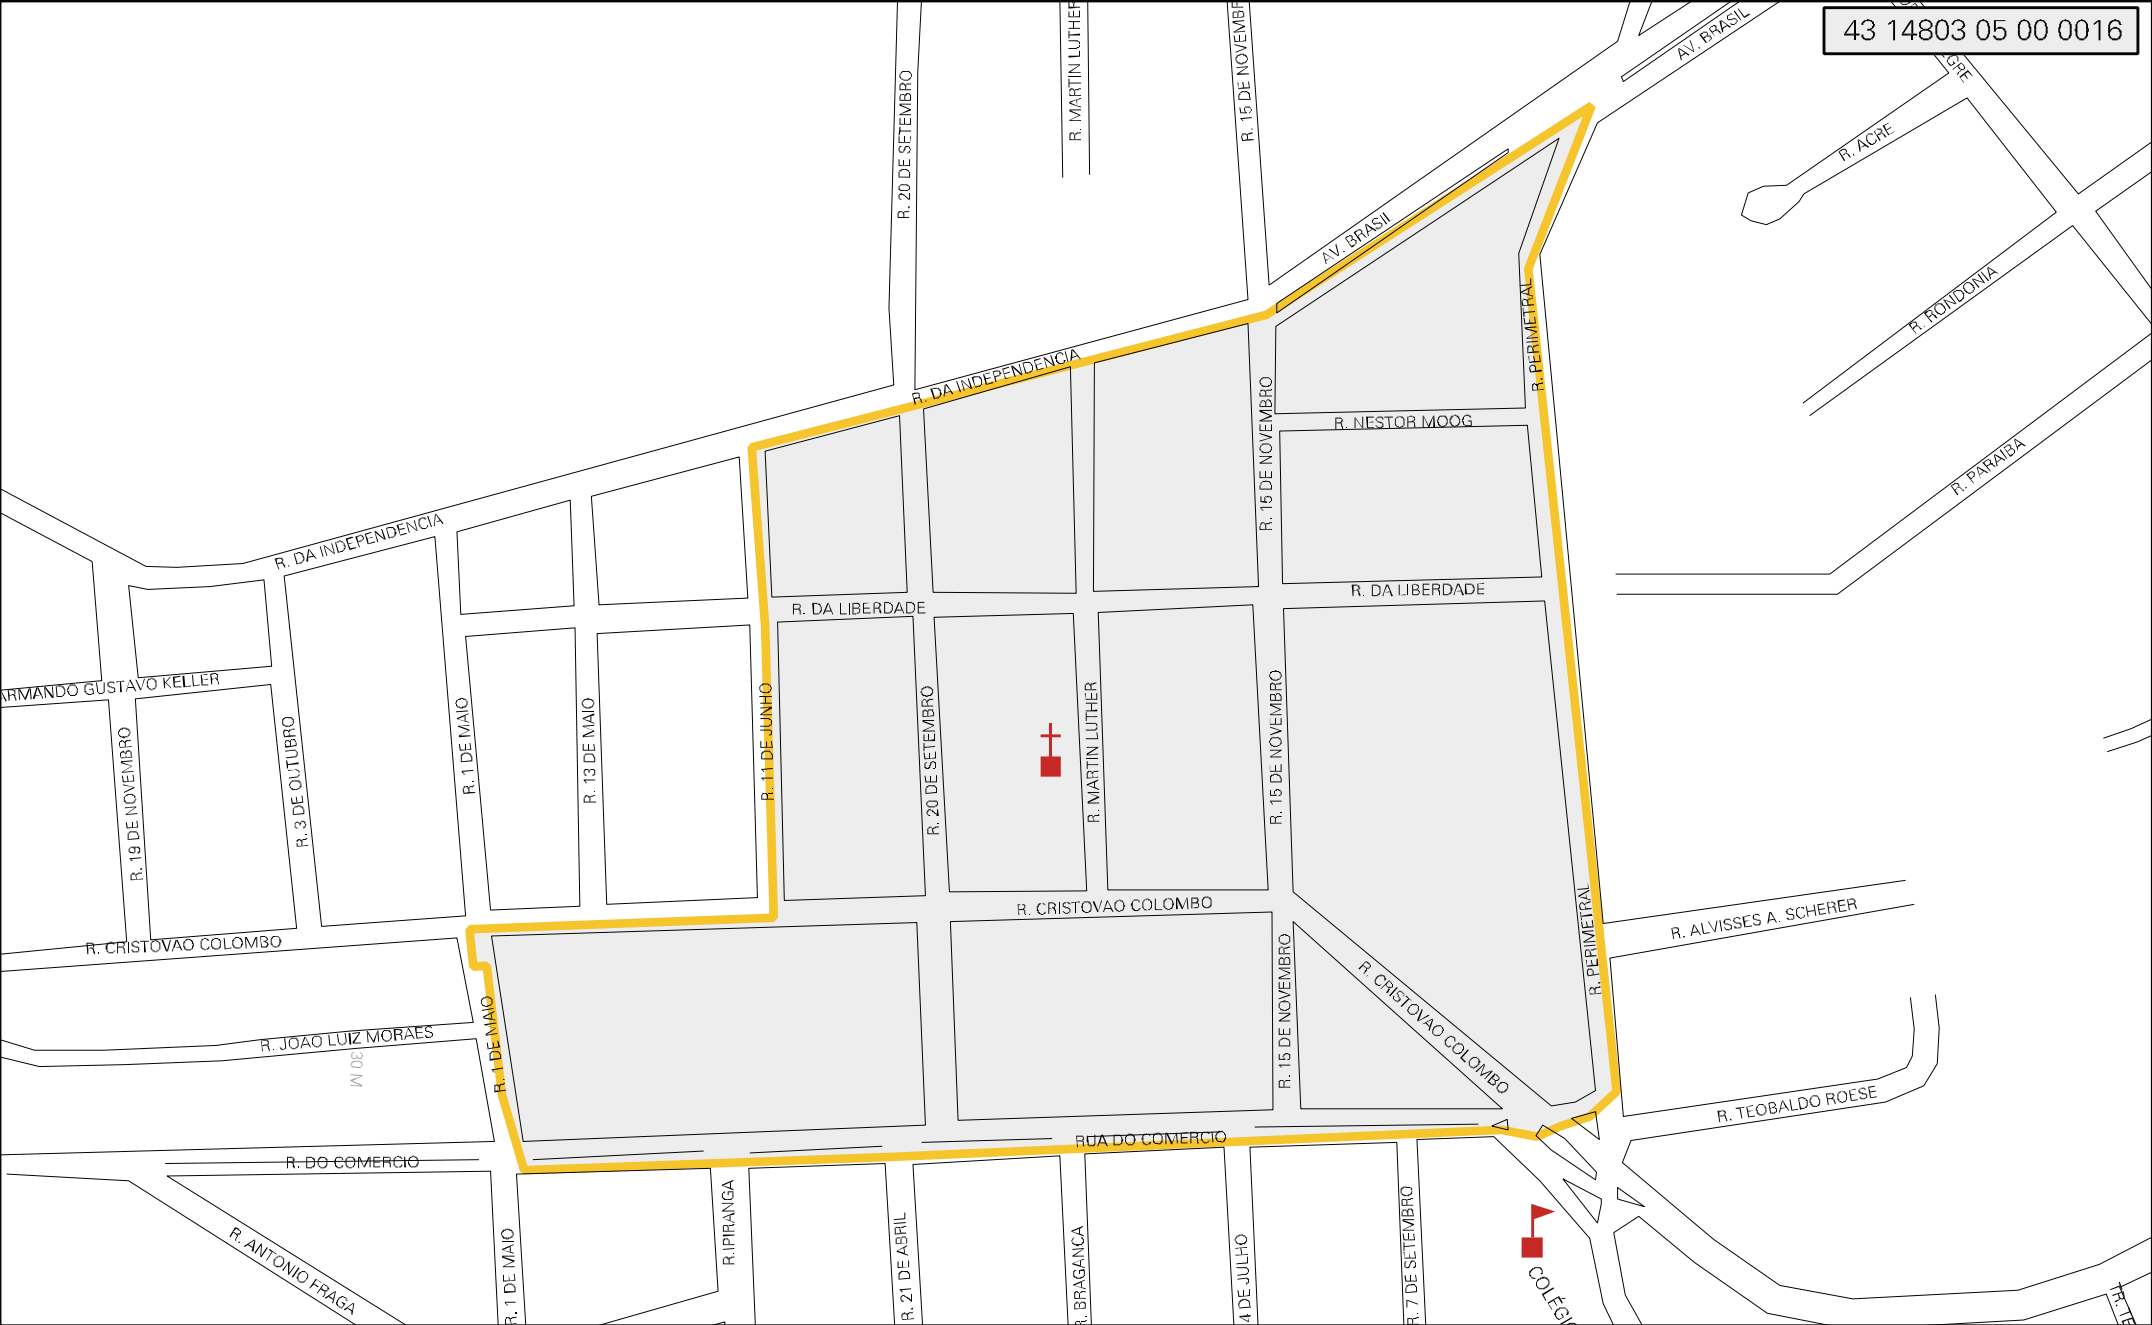 43 14803 05 00 0016
AV. BRASIL
R. MARTIN LUTHER
R. 20 DE SETEMBRO
R. ACRE
AV. BRASIL
R. RONDONIA
R. PERIMETRAL
R. DA INDEPENDENCIA
R. 15 DE NOVEMBRO
R. NESTOR MOOG
R. PARAIBA
R. DA INDEPENDENCIA
R. DA LIBERDADE
R. DA LIBERDADE
ARMANDO GUSTAVO KELLER
R. 19 DE NOVEMBRO
R. 3 DE OUTUBRO
R. 1 DE MAIO
R. 13 DE MAIO
R. 11 DE JUNHO
R. 20 DE SETEMBRO
R. MARTIN LUTHER
R. 15 DE NOVEMBRO
R. CRISTOVAO COLOMBO
R. PERIMETRAL
R. ALVISSES A. SCHERER
R. CRISTOVAO COLOMBO
R. 15 DE NOVEMBRO
R. CRISTOVAO COLOMBO
R. 1 DE MAIO
R. JOAO LUIZ MORAES
30 M
R. TEOBALDO ROESE
RUA DO COMERCIO
R. DO COMERCIO
R. ANTONIO FRAGA
R. 1 DE MAIO
R.IPIRANGA
R. 21 DE ABRIL
R. BRAGANCA
4 DE JULHO
R. 7 DE SETEMBRO